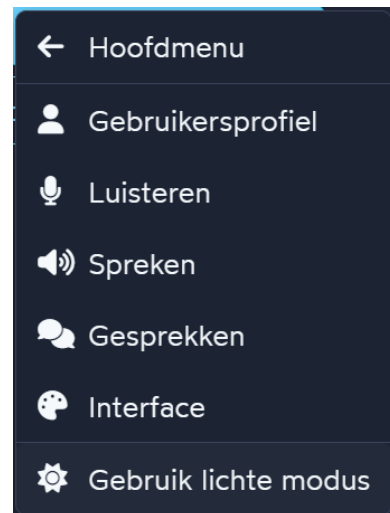 Hoofdmenu
Gebruikersprofiel
Luisteren
Spreken
Gesprekken
Interface
Gebruik lichte modus